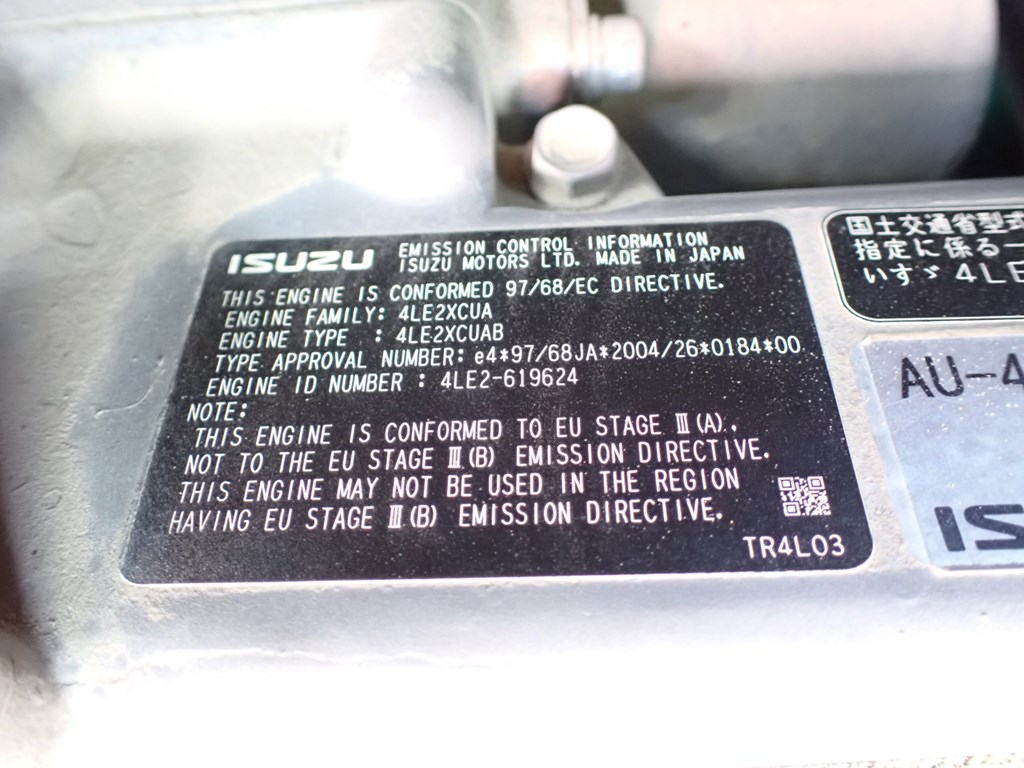 ISUZU EMISSION CONTROL INFORMATION
ISUZU MOTORS LTD. MADE IN JAPAN
THIS ENGINE IS CONFORMED 97/68/EC DIRECTIVE.
ENGINE FAMILY: 4LE2XCUA
ENGINE TYPE : 4LE2XCUAB
TYPE APPROVAL NUMBER: e4*97/68JA*2004/26*0184*00
ENGINE ID NUMBER : 4LE2-619624
NOTE:
THIS ENGINE IS CONFORMED TO EU STAGE Ⅲ(A).
NOT TO THE EU STAGE Ⅲ(B) EMISSION DIRECTIVE.
THIS ENGINE MAY NOT BE USED IN THE REGION
HAVING EU STAGE Ⅲ(B) EMISSION DIRECTIVE.
TR4L03
国土交通省型式
指定に係る一
いすゞ 4LE
AU-4
ISU